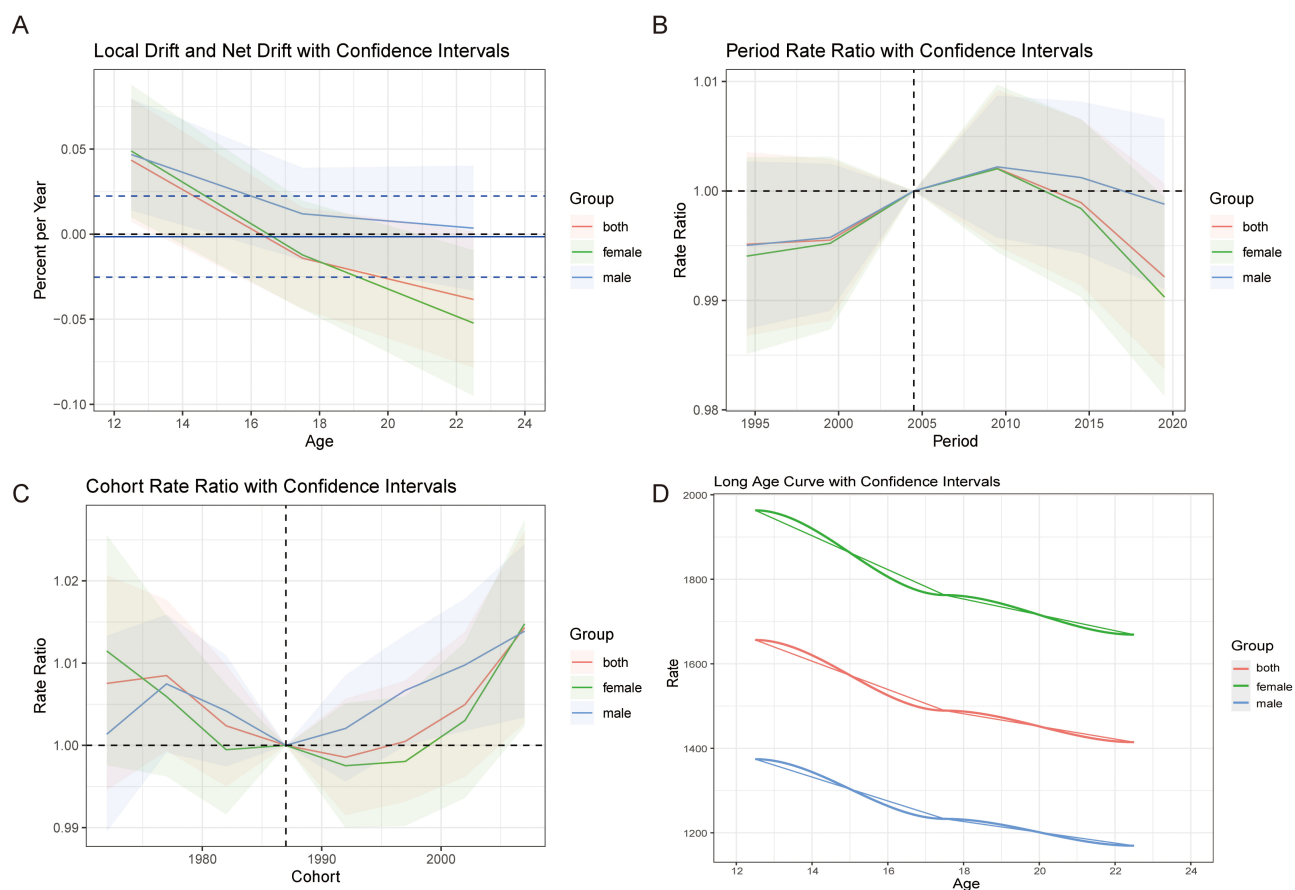 A
Local Drift and Net Drift with Confidence Intervals
Percent per Year
0.05
0.00
−0.05
−0.10
12 14 16 18 20 22 24
Age
Group
both
female
male
B
Period Rate Ratio with Confidence Intervals
Rate Ratio
1.01
1.00
0.99
0.98
1995 2000 2005 2010 2015 2020
Period
Group
both
female
male
C
Cohort Rate Ratio with Confidence Intervals
Rate Ratio
1.02
1.01
1.00
0.99
1980 1990 2000
Cohort
Group
both
female
male
D
Long Age Curve with Confidence Intervals
Rate
2000
1800
1600
1400
1200
12 14 16 18 20 22 24
Age
Group
both
female
male